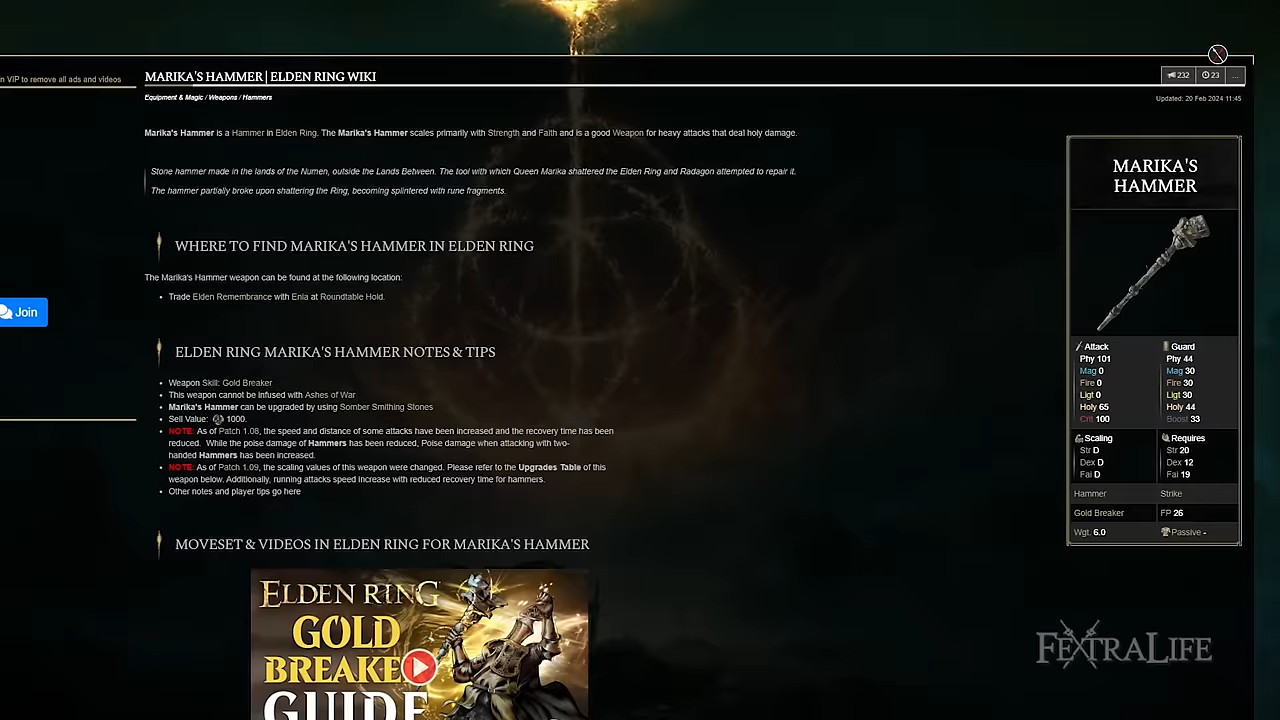 n VIP to remove all ads and videos
MARIKA'S HAMMER | ELDEN RING WIKI
232
23
...
Equipment & Magic / Weapons / Hammers
Updated: 20 Feb 2024 11:45
Marika's Hammer is a Hammer in Elden Ring. The Marika's Hammer scales primarily with Strength and Faith and is a good Weapon for heavy attacks that deal holy damage.
Stone hammer made in the lands of the Numen, outside the Lands Between. The tool with which Queen Marika shattered the Elden Ring and Radagon attempted to repair it.
The hammer partially broke upon shattering the Ring, becoming splintered with rune fragments.
WHERE TO FIND MARIKA'S HAMMER IN ELDEN RING
The Marika's Hammer weapon can be found at the following location:
• Trade Elden Remembrance with Enia at Roundtable Hold.
Join
ELDEN RING MARIKA'S HAMMER NOTES & TIPS
• Weapon Skill: Gold Breaker
• This weapon cannot be infused with Ashes of War
• Marika's Hammer can be upgraded by using Somber Smithing Stones
• Sell Value: 1000.
• NOTE: As of Patch 1.08, the speed and distance of some attacks have been increased and the recovery time has been
reduced. While the poise damage of Hammers has been reduced, Poise damage when attacking with two-
handed Hammers has been increased.
• NOTE: As of Patch 1.09, the scaling values of this weapon were changed. Please refer to the Upgrades Table of this
weapon below. Additionally, running attacks speed increase with reduced recovery time for hammers.
• Other notes and player tips go here
MOVESET & VIDEOS IN ELDEN RING FOR MARIKA'S HAMMER
ELDEN RING
GOLD
BREAKE
GUIDE
MARIKA'S
HAMMER
Attack Guard
Phy 101 Phy 44
Mag 0 Mag 30
Fire 0 Fire 30
Ligt 0 Ligt 30
Holy 65 Holy 44
Crit 100 Boost 33
Scaling Requires
Str D Str 20
Dex D Dex 12
Fai D Fai 19
Hammer Strike
Gold Breaker FP 26
Wgt. 6.0 Passive -
FEXTRALIFE